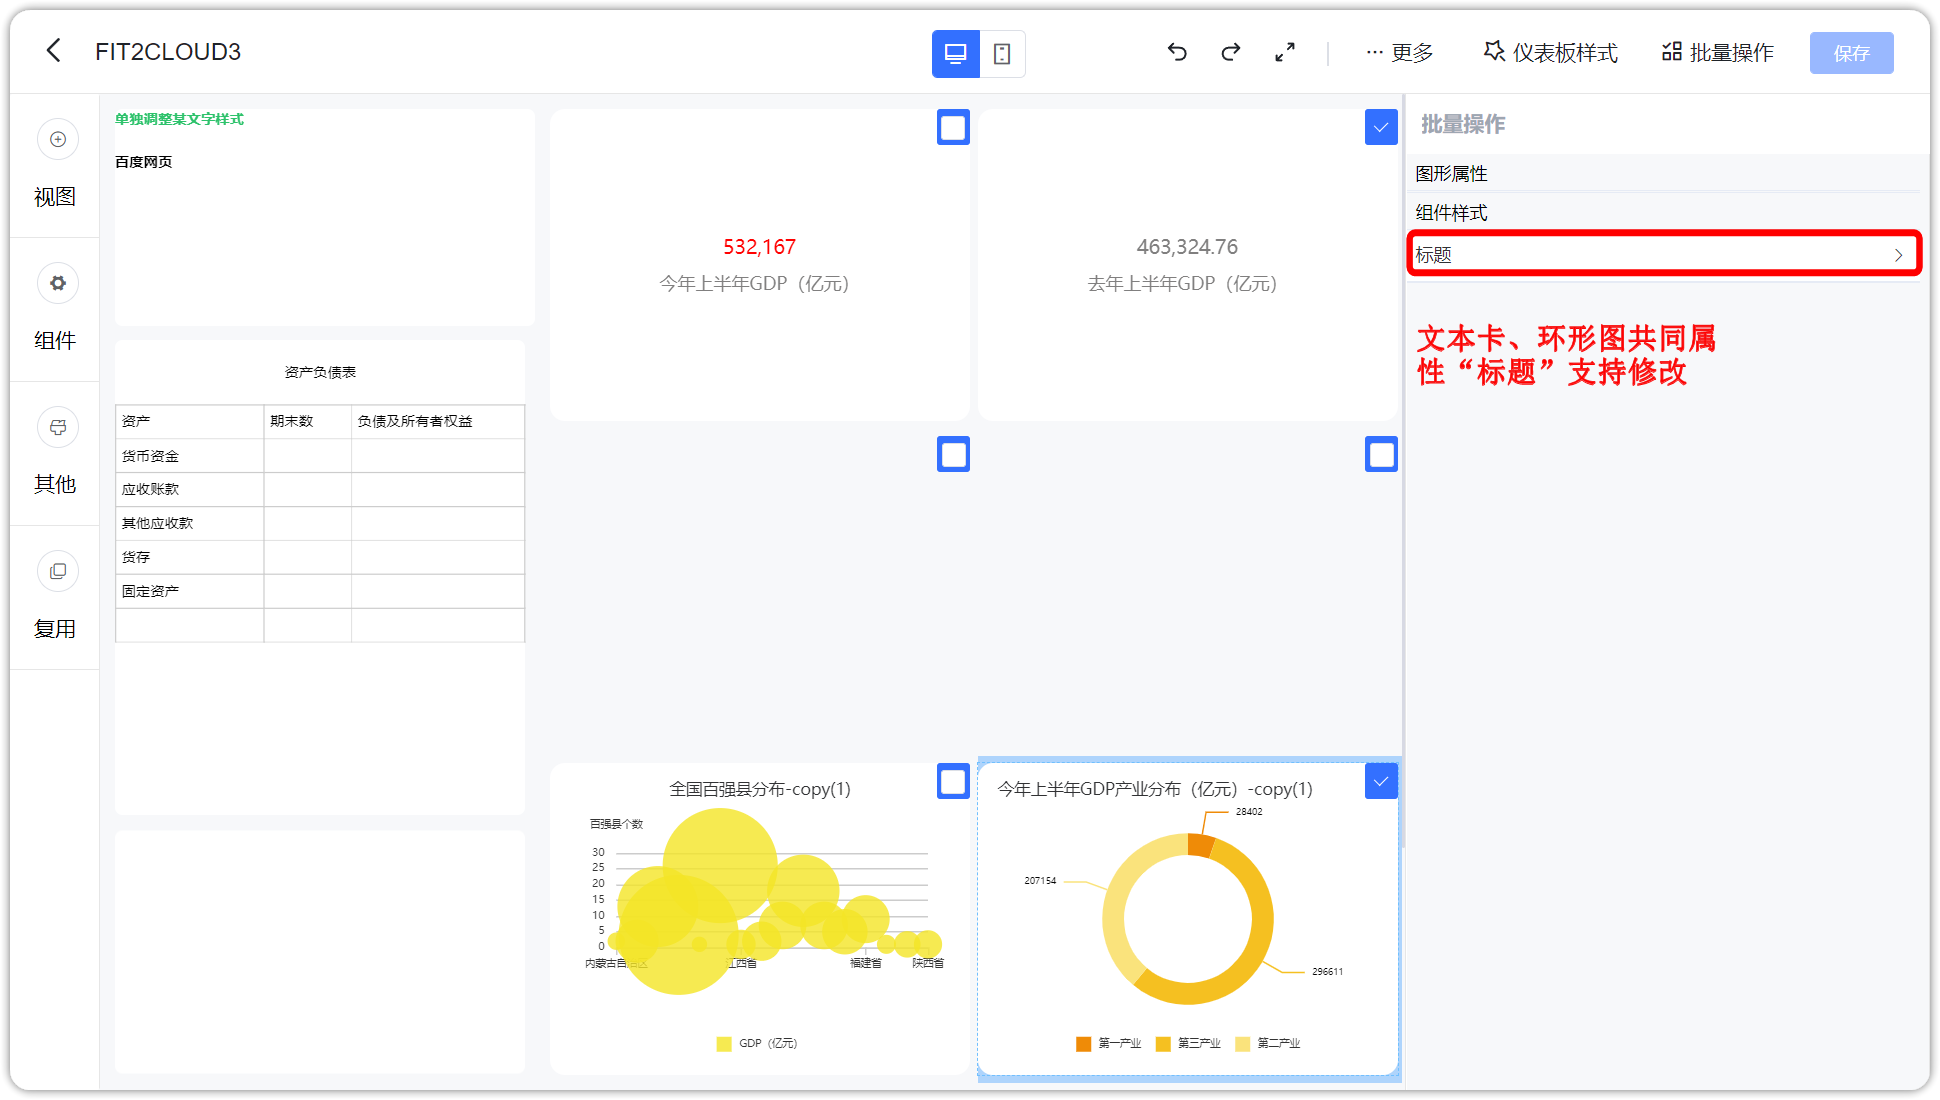 FIT2CLOUD3
更多
仪表板样式
批量操作
保存
视图
组件
其他
复用
单独调整某文字样式
百度网页
资产负债表
资产 期末数 负债及所有者权益
货币资金
应收账款
其他应收款
货存
固定资产
532,167
今年上半年GDP（亿元）
463,324.76
去年上半年GDP（亿元）
全国百强县分布-copy(1)
百强县个数
30
25
20
15
10
5
0
内蒙古自治区 江西省 福建省 陕西省
GDP（亿元）
今年上半年GDP产业分布（亿元）-copy(1)
28402
207154
296611
第一产业 第三产业 第二产业
批量操作
图形属性
组件样式
标题
文本卡、环形图共同属
性“标题”支持修改